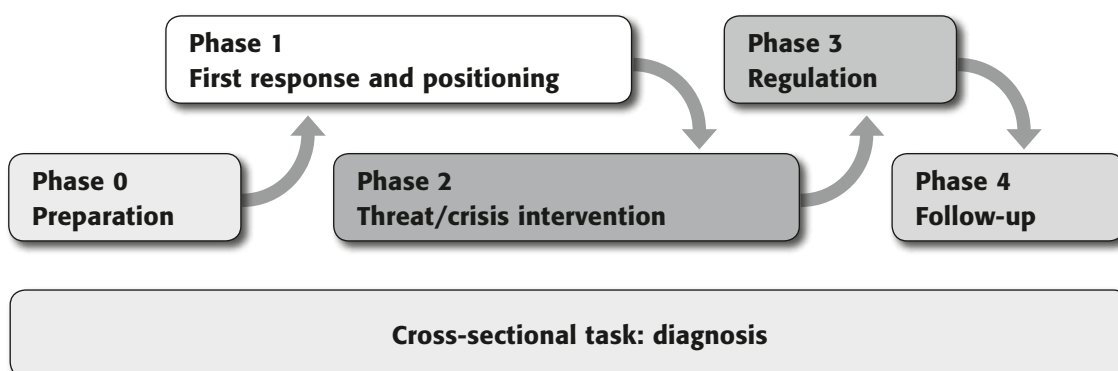 Phase 0
Preparation
Phase 1
First response and positioning
Phase 2
Threat/crisis intervention
Phase 3
Regulation
Phase 4
Follow-up
Cross-sectional task: diagnosis